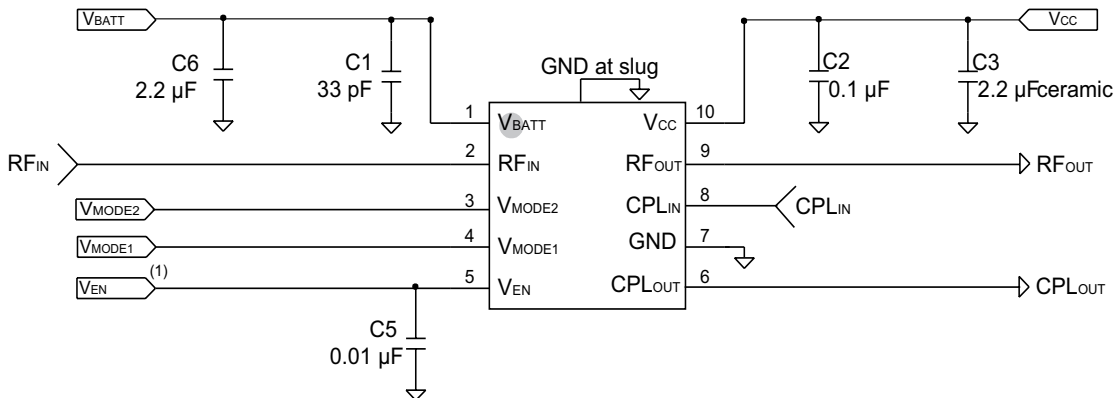 VBATT
VCC
C6
2.2 µF
C1
33 pF
GND at slug
C2
0.1 µF
C3
2.2 µFceramic
1
VBATT
VCC
10
RFIN
2
RFIN
RFOUT
9
RFOUT
VMODE2
3
VMODE2
CPLIN
8
CPLIN
VMODE1
4
VMODE1
GND
7
VEN
(1)
5
VEN
CPLOUT
6
CPLOUT
C5
0.01 µF